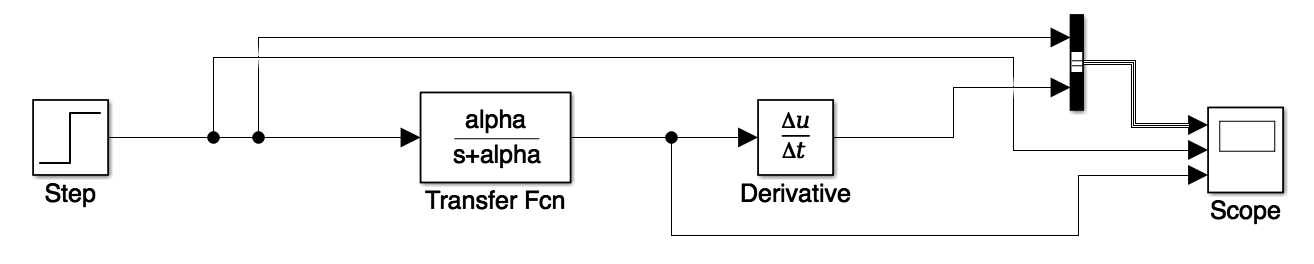 Step
alpha
s+alpha
Transfer Fcn
Δu
Δt
Derivative
Scope